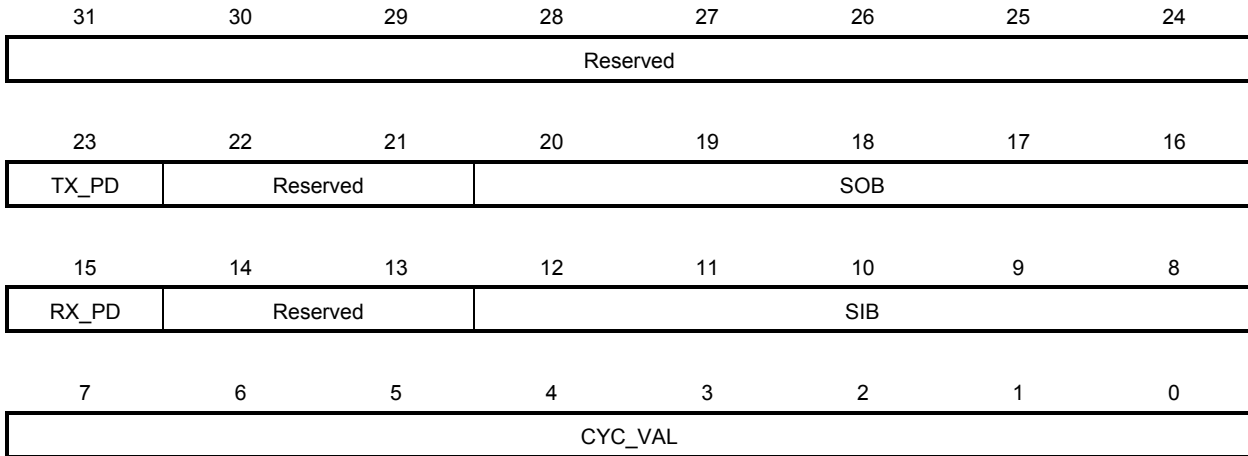 31 30 29 28 27 26 25 24
Reserved
23 22 21 20 19 18 17 16
TX_PD Reserved SOB
15 14 13 12 11 10 9 8
RX_PD Reserved SIB
7 6 5 4 3 2 1 0
CYC_VAL